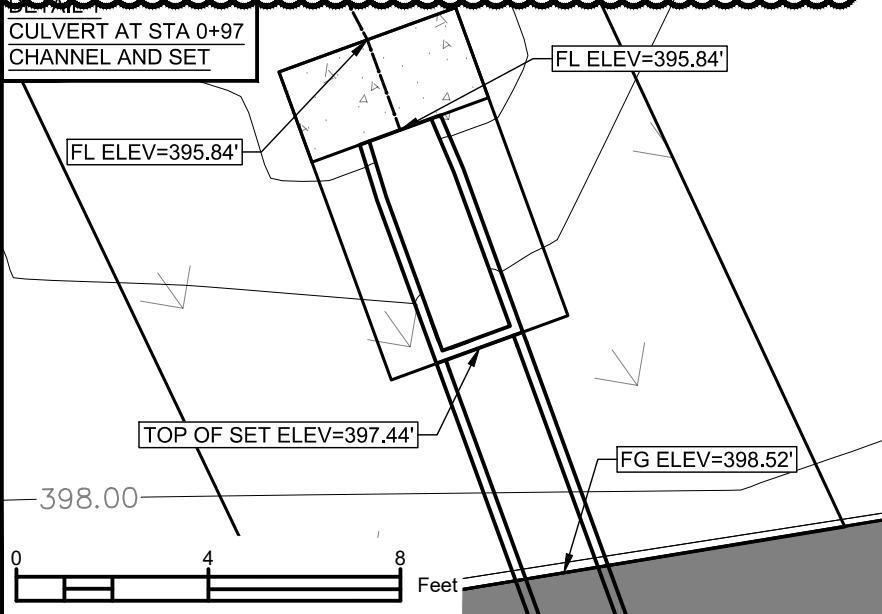 CULVERT AT STA 0+97
CHANNEL AND SET
FL ELEV=395.84'
FL ELEV=395.84'
TOP OF SET ELEV=397.44'
FG ELEV=398.52'
398.00
0 4 8
Feet